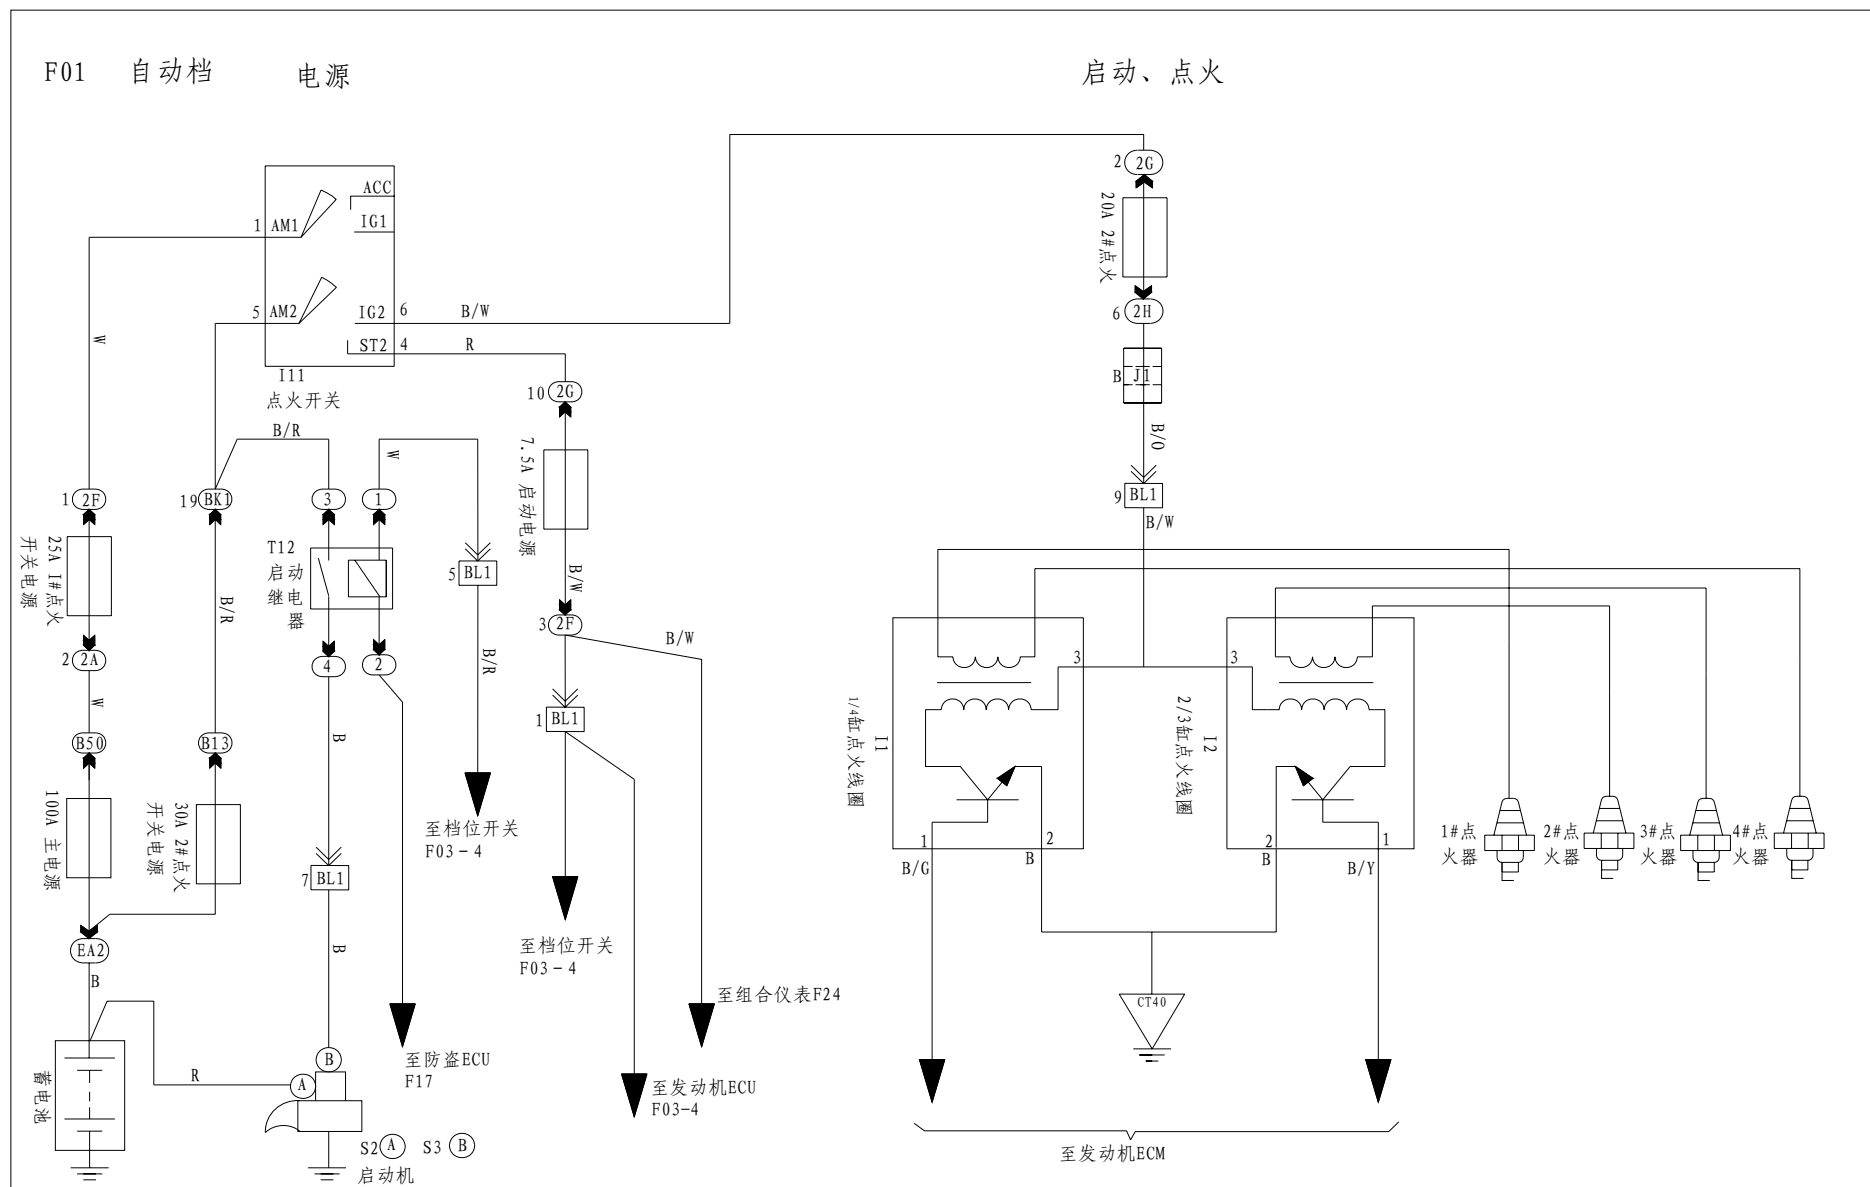 F01 自动档 电源 启动、点火
2 2G
20A 2#点火
6 2H
B J1
B/O
9 BL1
B/W
ACC
1 AM1 IG1
5 AM2 IG2 6 B/W
ST2 4 R
I11
点火开关
W
B/R
W
10 2G
7.5A 启动电源
B/W
3 2F
B/W
1 BL1
1 2F
25A I#点火
开关电源
2 2A
W
B50
100A 主电源
19 BK1
B/R
B13
30A 2#点火
开关电源
EA2
B
3 1
T12
启动
继电
器
4 2
B
7 BL1
B
5 BL1
B/R
至档位开关
F03-4
至档位开关
F03-4
至组合仪表F24
至防盗ECU
F17
至发动机ECU
F03-4
蓄电池
R
B
A
S2 A S3 B
启动机
3 3
I1
1/4缸点火线圈
I2
2/3缸点火线圈
1 2 2 1
B/G B B B/Y
CT40
至发动机ECM
1#点
火器
2#点
火器
3#点
火器
4#点
火器